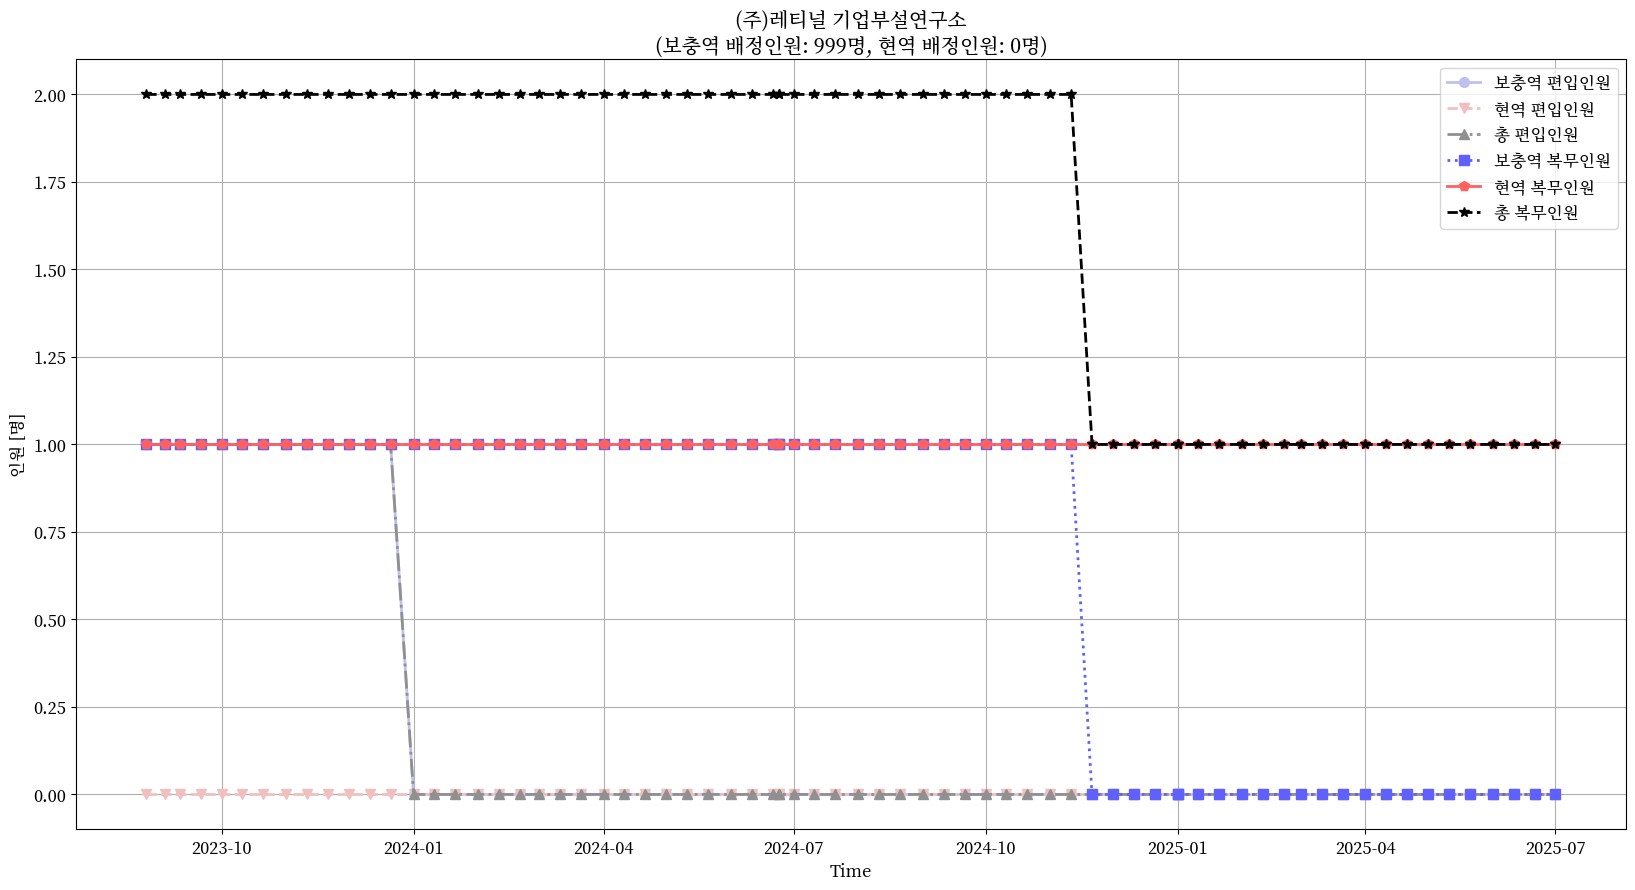 (주)레티널 기업부설연구소
(보충역 배정인원: 999명, 현역 배정인원: 0명)
보충역 편입인원
현역 편입인원
총 편입인원
보충역 복무인원
현역 복무인원
총 복무인원
인원 [명]
2.00
1.75
1.50
1.25
1.00
0.75
0.50
0.25
0.00
2023-10
2024-01
2024-04
2024-07
2024-10
2025-01
2025-04
2025-07
Time